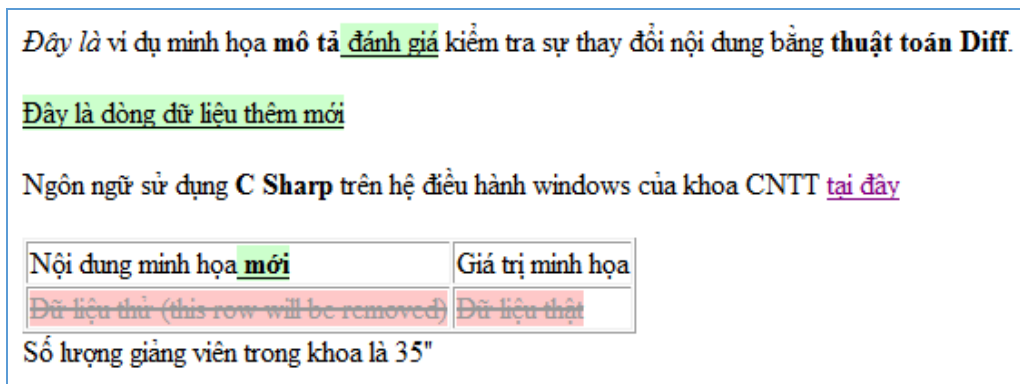 Đây là ví dụ minh họa mô tả đánh giá kiểm tra sự thay đổi nội dung bằng thuật toán Diff.
Đây là dòng dữ liệu thêm mới
Ngôn ngữ sử dụng C Sharp trên hệ điều hành windows của khoa CNTT tại đây
Nội dung minh họa mới Giá trị minh họa
Dữ liệu thử (this row will be removed) Dữ liệu thật
Số lượng giảng viên trong khoa là 35"